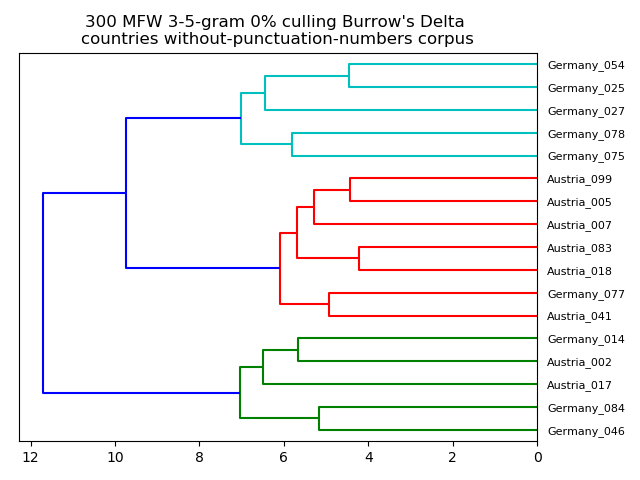 300 MFW 3-5-gram 0% culling Burrow's Delta
countries without-punctuation-numbers corpus
Germany_054
Germany_025
Germany_027
Germany_078
Germany_075
Austria_099
Austria_005
Austria_007
Austria_083
Austria_018
Germany_077
Austria_041
Germany_014
Austria_002
Austria_017
Germany_084
Germany_046
12 10 8 6 4 2 0